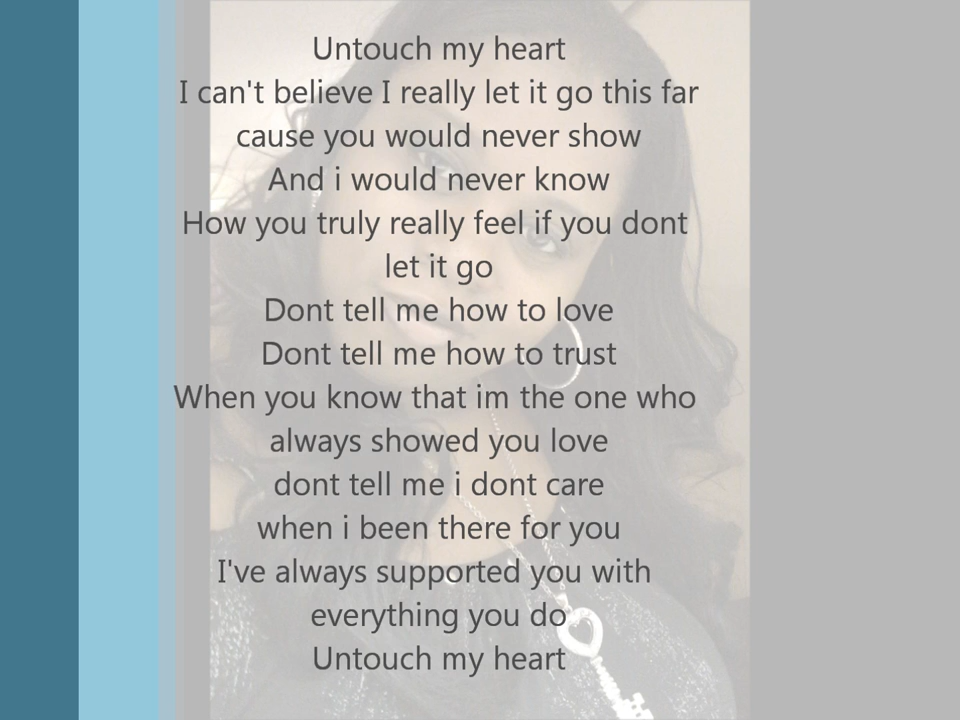 Untouch my heart
I can't believe I really let it go this far
cause you would never show
And i would never know
How you truly really feel if you dont
let it go
Dont tell me how to love
Dont tell me how to trust
When you know that im the one who
always showed you love
dont tell me i dont care
when i been there for you
I've always supported you with
everything you do
Untouch my heart